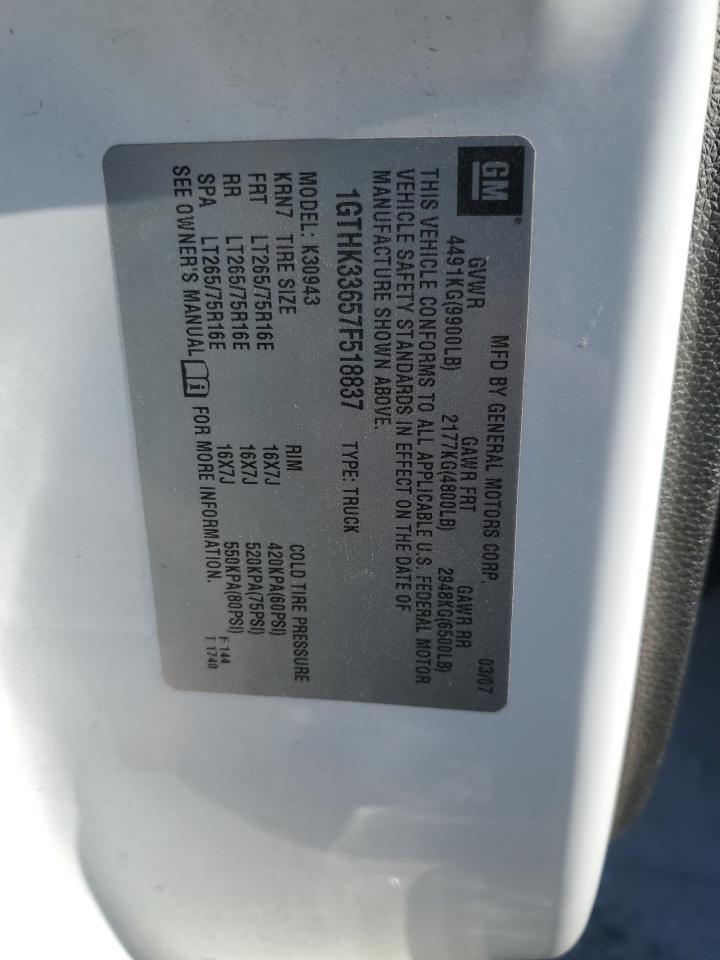 GM
MFD BY GENERAL MOTORS CORP. 03/07
GVWR GAWR FRT GAWR RR
4491KG(9900LB) 2177KG(4800LB) 2948KG(6500LB)
THIS VEHICLE CONFORMS TO ALL APPLICABLE U.S. FEDERAL MOTOR
VEHICLE SAFETY STANDARDS IN EFFECT ON THE DATE OF
MANUFACTURE SHOWN ABOVE.
1GTHK33657F518837 TYPE: TRUCK
MODEL: K30943
KRN7 TIRE SIZE RIM COLD TIRE PRESSURE
FRT LT265/75R16E 16X7J 420KPA(60PSI)
RR LT265/75R16E 16X7J 520KPA(75PSI)
SPA LT265/75R16E 16X7J 550KPA(80PSI)
SEE OWNER'S MANUAL FOR MORE INFORMATION.
F 144
T 1740